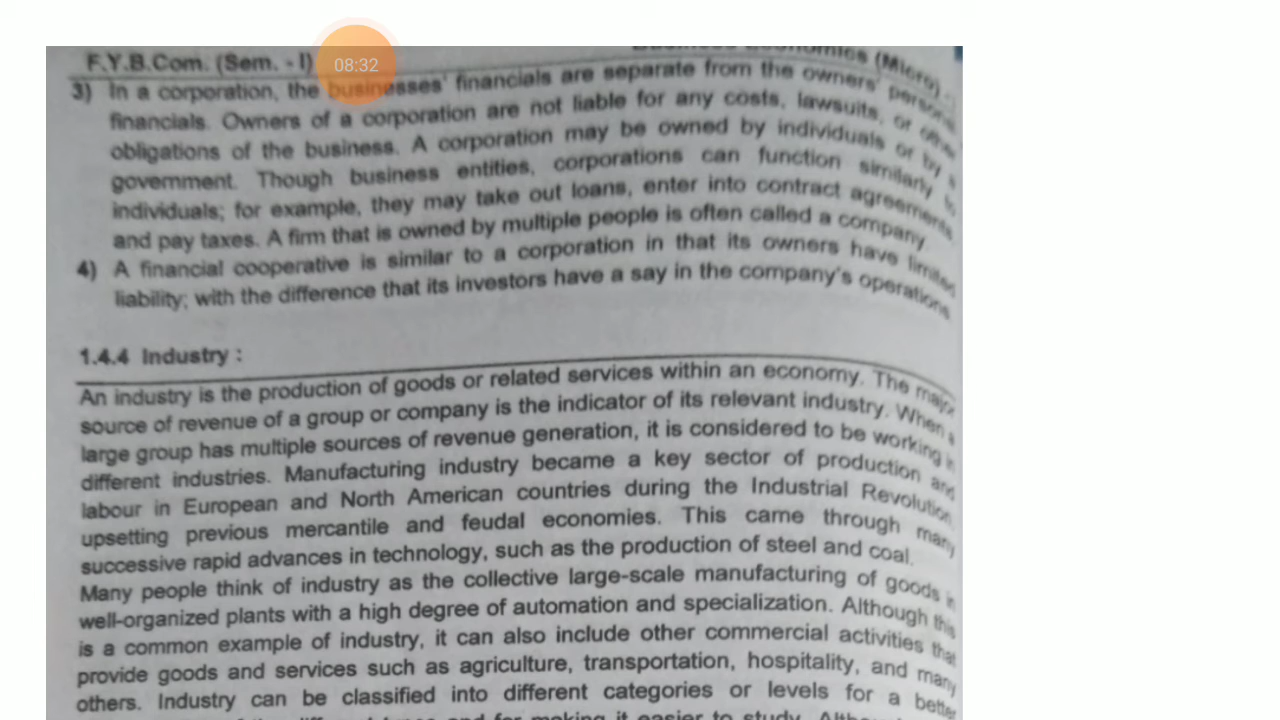 F.Y.B.Com. (Sem. - I)
08:32
(Micro)
3) In a corporation, the businesses' financials are separate from the owners'
financials. Owners of a corporation are not liable for any costs, lawsuits, or
obligations of the business. A corporation may be owned by individuals or by
government. Though business entities, corporations can function similarly
individuals; for example, they may take out loans, enter into contract agreements
and pay taxes. A firm that is owned by multiple people is often called a company
4) A financial cooperative is similar to a corporation in that its owners have limited
liability; with the difference that its investors have a say in the company's operations
1.4.4 Industry :
An industry is the production of goods or related services within an economy. The major
source of revenue of a group or company is the indicator of its relevant industry. When a
large group has multiple sources of revenue generation, it is considered to be working in
different industries. Manufacturing industry became a key sector of production and
labour in European and North American countries during the Industrial Revolution,
upsetting previous mercantile and feudal economies. This came through many
successive rapid advances in technology, such as the production of steel and coal.
Many people think of industry as the collective large-scale manufacturing of goods in
well-organized plants with a high degree of automation and specialization. Although this
is a common example of industry, it can also include other commercial activities that
provide goods and services such as agriculture, transportation, hospitality, and many
others. Industry can be classified into different categories or levels for a better
making it easier to study.